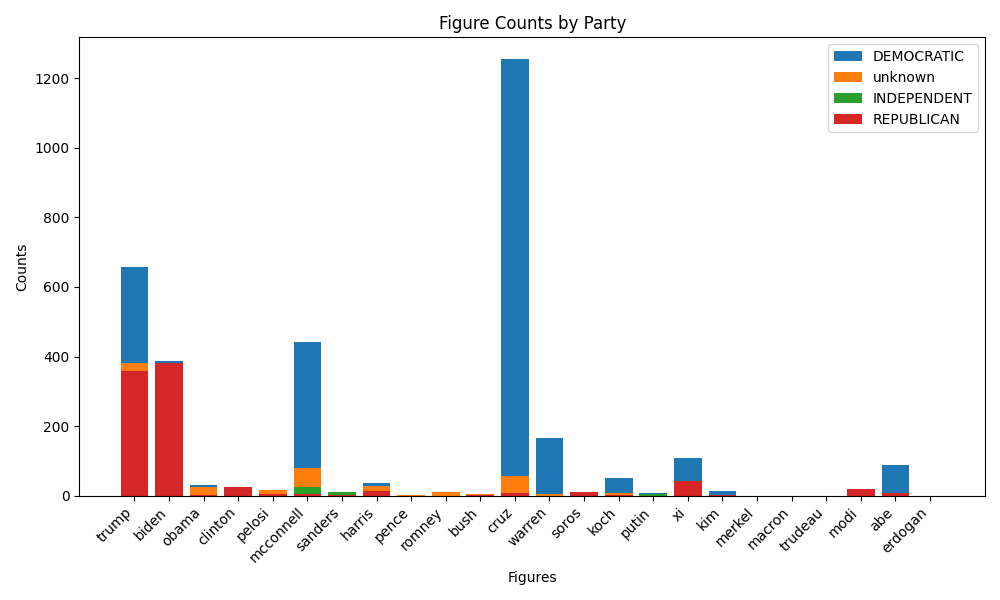 Figure Counts by Party
DEMOCRATIC
unknown
INDEPENDENT
REPUBLICAN
1200
1000
800
600
400
200
0
Counts
trump
biden
obama
clinton
pelosi
mcconnell
sanders
harris
pence
romney
bush
cruz
warren
soros
koch
putin
xi
kim
merkel
macron
trudeau
modi
abe
erdogan
Figures